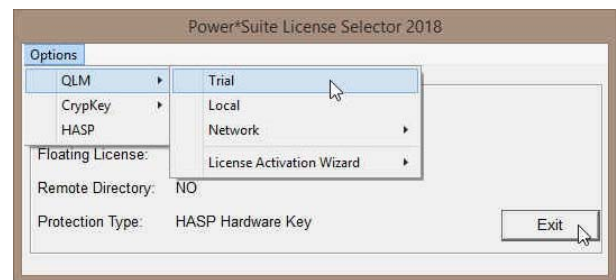 Power*Suite License Selector 2018
Options
QLM
CrypKey
HASP
Trial
Local
Network
License Activation Wizard
Floating License:
Remote Directory: NO
Protection Type: HASP Hardware Key
Exit